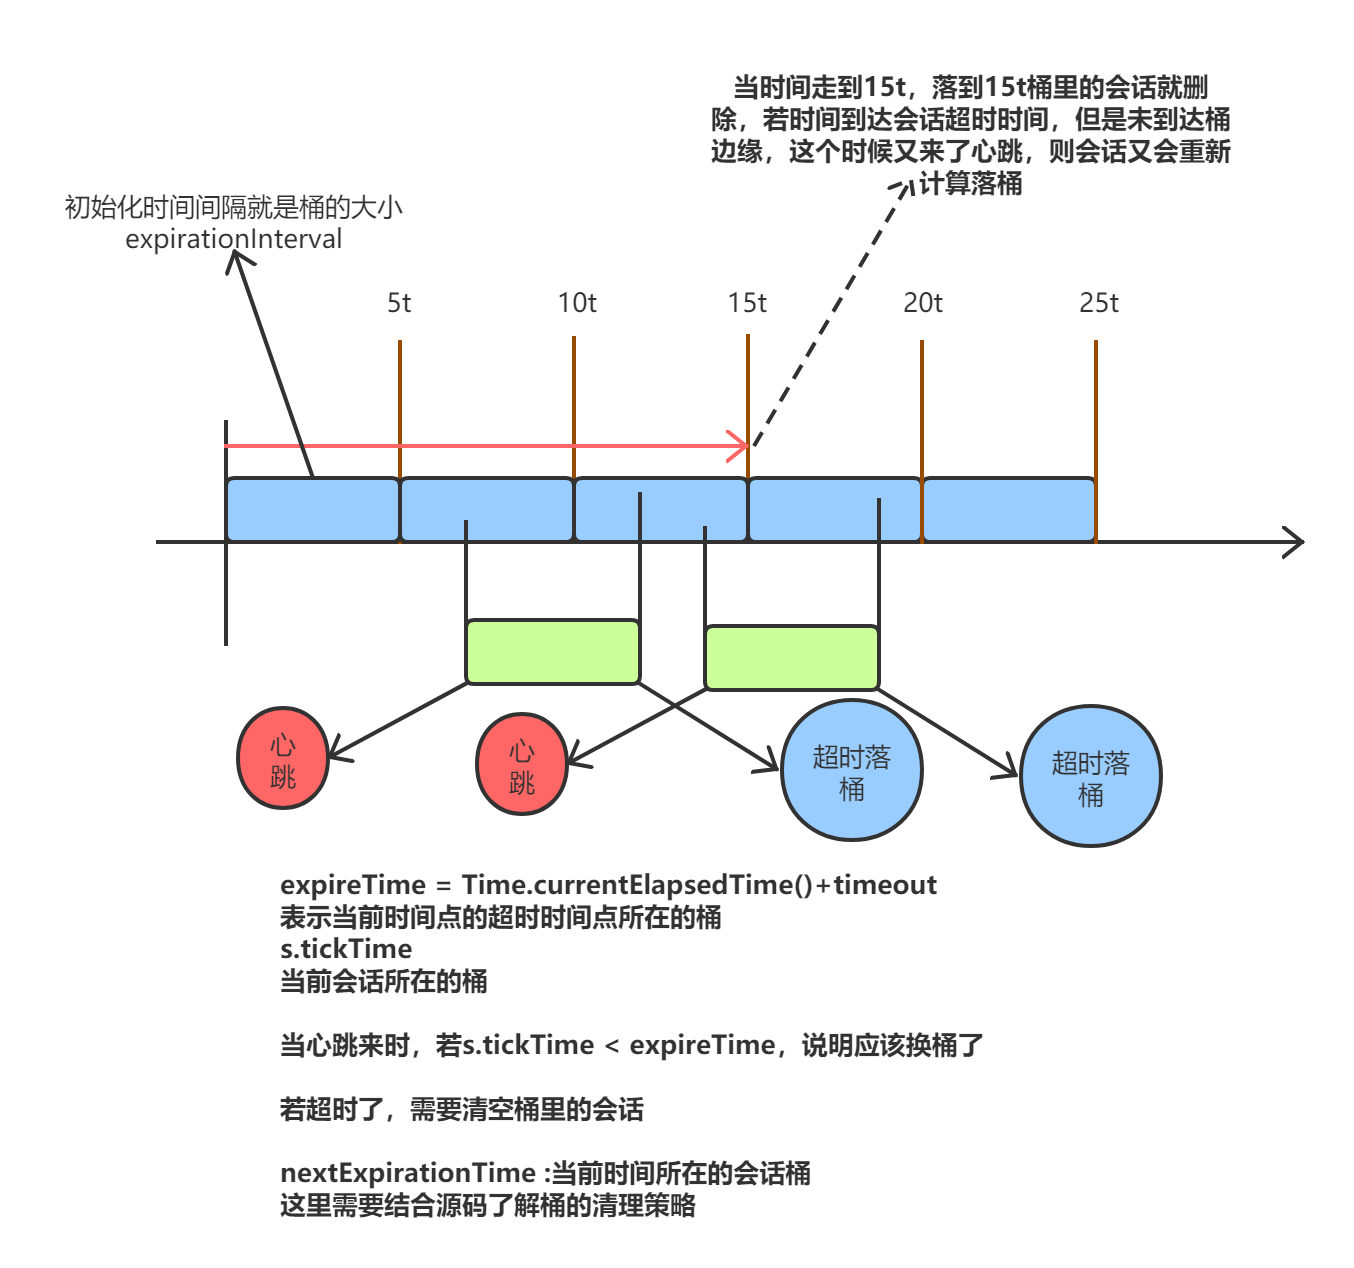 当时间走到15t，落到15t桶里的会话就删
除，若时间到达会话超时时间，但是未到达桶
边缘，这个时候又来了心跳，则会话又会重新
计算落桶
初始化时间间隔就是桶的大小
expirationInterval
5t
10t
15t
20t
25t
心
跳
心
跳
超时落
桶
超时落
桶
expireTime = Time.currentElapsedTime()+timeout
表示当前时间点的超时时间点所在的桶
s.tickTime
当前会话所在的桶
当心跳来时，若s.tickTime < expireTime，说明应该换桶了
若超时了，需要清空桶里的会话
nextExpirationTime :当前时间所在的会话桶
这里需要结合源码了解桶的清理策略